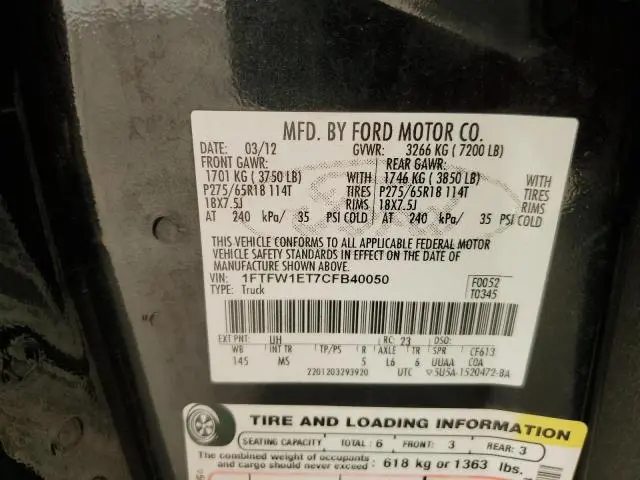 MFD. BY FORD MOTOR CO.
DATE: 03/12 GVWR: 3266 KG ( 7200 LB)
FRONT GAWR: REAR GAWR:
1701 KG ( 3750 LB) WITH 1746 KG ( 3850 LB) WITH
P275/65R18 114T TIRES P275/65R18 114T TIRES
18X7.5J RIMS 18X7.5J RIMS
AT 240 kPa/ 35 PSI COLD AT 240 kPa/ 35 PSI COLD
THIS VEHICLE CONFORMS TO ALL APPLICABLE FEDERAL MOTOR
VEHICLE SAFETY STANDARDS IN EFFECT ON THE DATE OF
MANUFACTURE SHOWN ABOVE.
VIN: 1FTFW1ET7CFB40050 F0052
TYPE: Truck T0345
EXT PNT: UH RC: 23 DSO:
WB INT TR TP/PS R AXLE TR SPR CF613
145 MS 5 L6 6 UUAA COA
2201203293920 UTC ▽5U5A-1520472-BA
TIRE AND LOADING INFORMATION
SEATING CAPACITY TOTAL: 6 FRONT: 3 REAR: 3
The combined weight of occupants
and cargo should never exceed: 618 kg or 1363 lbs.